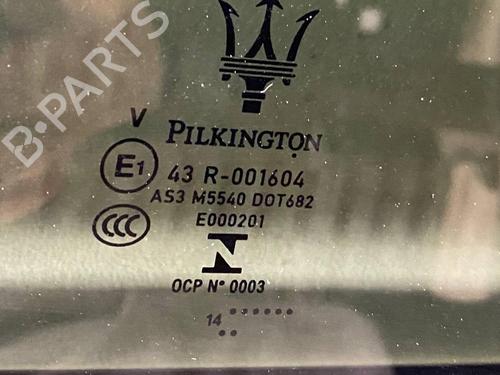 B·PARTS
V
PILKINGTON
E1
43 R-001604
AS3 M5540 DOT682
E000201
CCC
OCP N° 0003
14